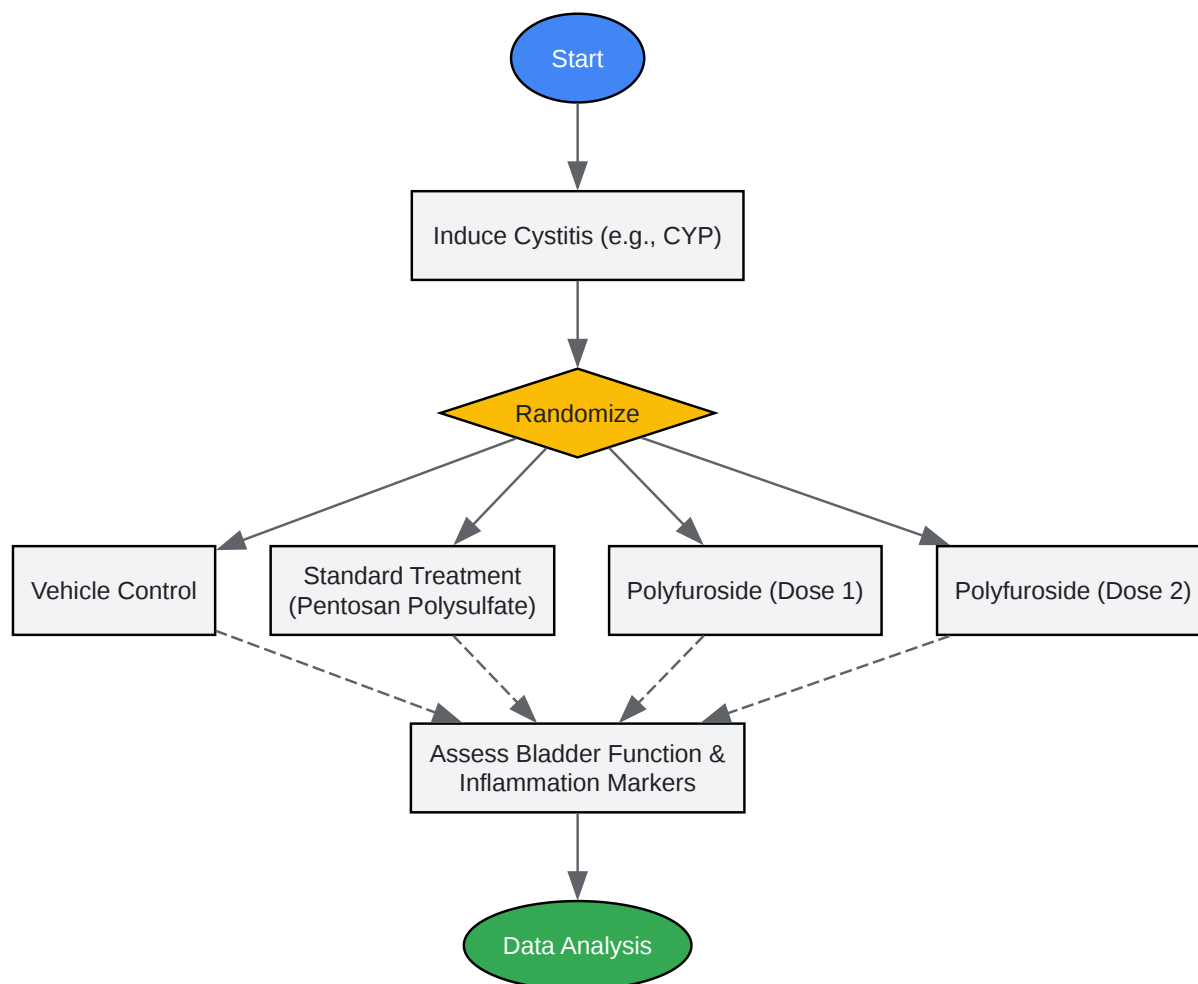 Start
Induce Cystitis (e.g., CYP)
Randomize
Vehicle Control
Standard Treatment
(Pentosan Polysulfate)
Polyfuroside (Dose 1)
Polyfuroside (Dose 2)
Assess Bladder Function &
Inflammation Markers
Data Analysis